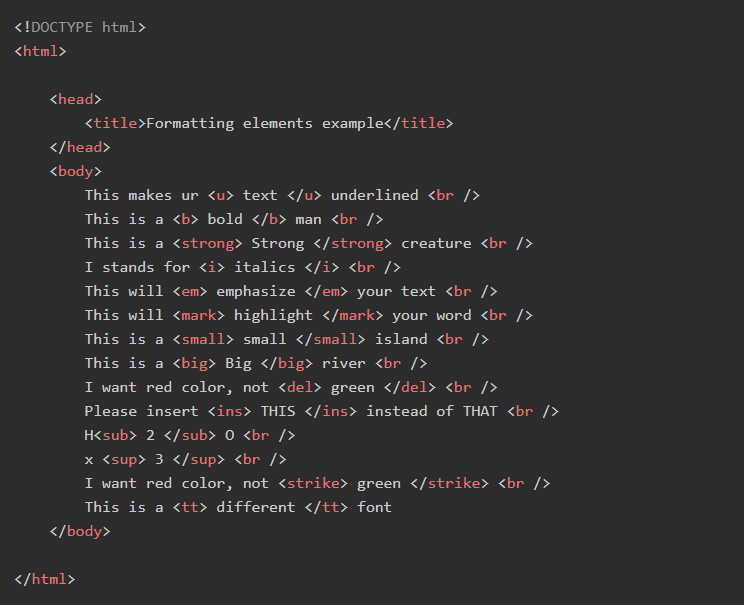 <!DOCTYPE html>
<html>
<head>
<title>Formatting elements example</title>
</head>
<body>
This makes ur <u> text </u> underlined <br />
This is a <b> bold </b> man <br />
This is a <strong> Strong </strong> creature <br />
I stands for <i> italics </i> <br />
This will <em> emphasize </em> your text <br />
This will <mark> highlight </mark> your word <br />
This is a <small> small </small> island <br />
This is a <big> Big </big> river <br />
I want red color, not <del> green </del> <br />
Please insert <ins> THIS </ins> instead of THAT <br />
H<sub> 2 </sub> O <br />
x <sup> 3 </sup> <br />
I want red color, not <strike> green </strike> <br />
This is a <tt> different </tt> font
</body>
</html>